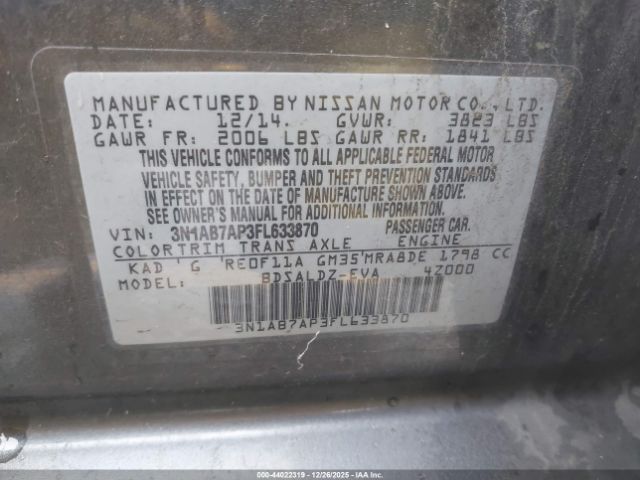 MANUFACTURED BY NISSAN MOTOR CO., LTD.
DATE: 12/14. GVWR: 3823 LBS
GAWR FR: 2006 LBS GAWR RR: 1841 LBS
THIS VEHICLE CONFORMS TO ALL APPLICABLE FEDERAL MOTOR
VEHICLE SAFETY, BUMPER AND THEFT PREVENTION STANDARDS
IN EFFECT ON THE DATE OF MANUFACTURE SHOWN ABOVE.
SEE OWNER'S MANUAL FOR ADDITIONAL INFORMATION
VIN: 3N1AB7AP3FL633870 PASSENGER CAR.
COLOR TRIM TRANS AXLE ENGINE
KAD G 'RE0F11A GM35'MRA8DE 1798 CC
MODEL: BDSALDZ-EVA 4Z000
3N1AB7AP3FL633870
000-44022319 | 12/26/2025 | IAA